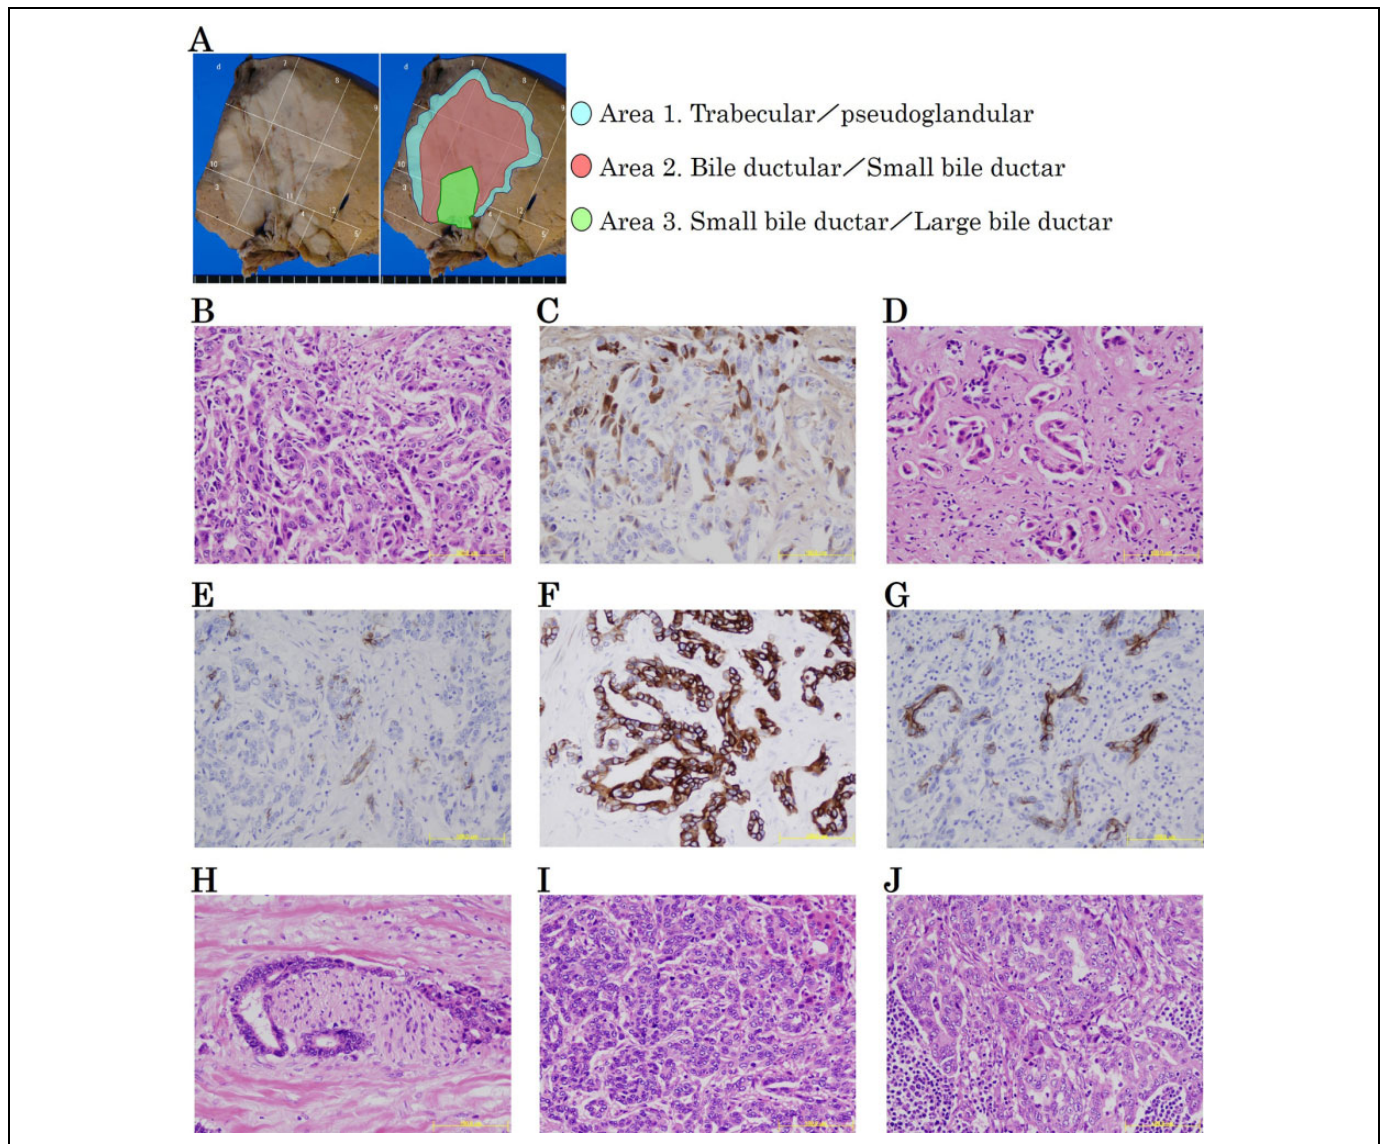 A
Area 1. Trabecular／pseudoglandular
Area 2. Bile ductular／Small bile ductar
Area 3. Small bile ductar／Large bile ductar
B
C
D
E
F
G
H
I
J